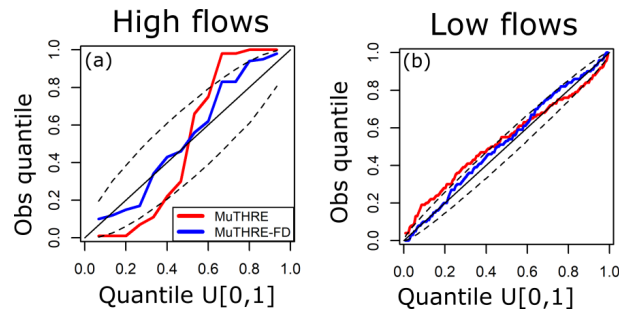 High flows
Low flows
(a)
Obs quantile
0.0 0.2 0.4 0.6 0.8 1.0
MuTHRE
MuTHRE-FD
0.0 0.2 0.4 0.6 0.8 1.0
Quantile U[0,1]
(b)
Obs quantile
0.0 0.2 0.4 0.6 0.8 1.0
0.0 0.2 0.4 0.6 0.8 1.0
Quantile U[0,1]